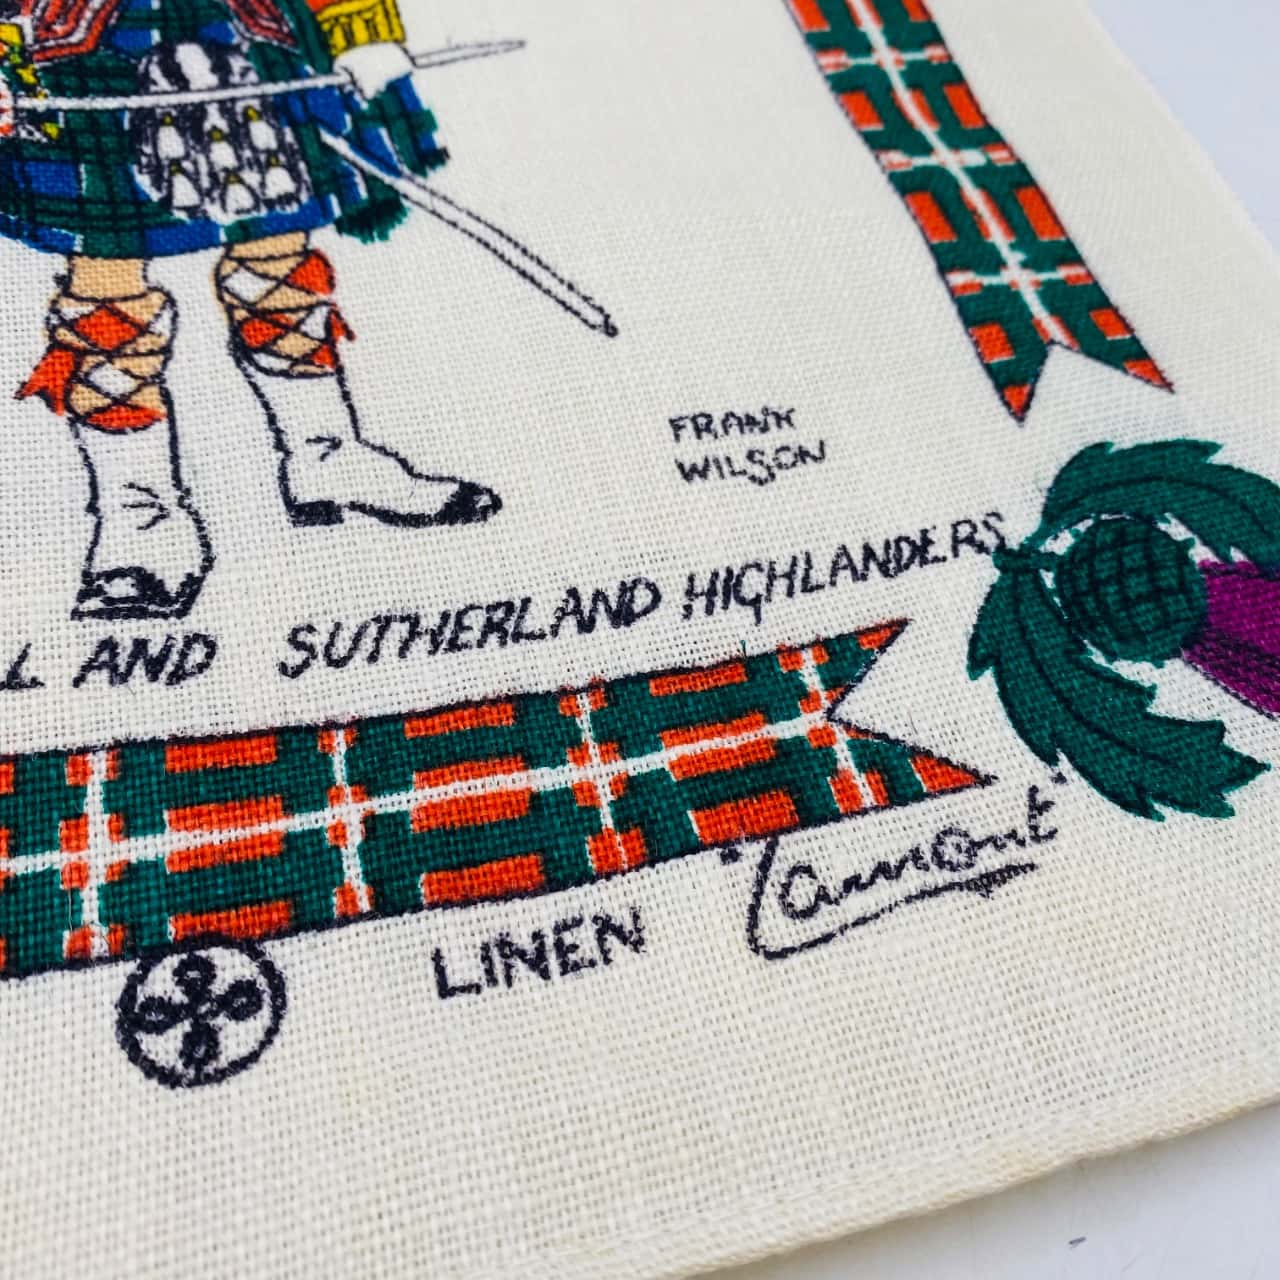 FRANK
WILSON
L AND SUTHERLAND HIGHLANDERS
LINEN "Lamont"